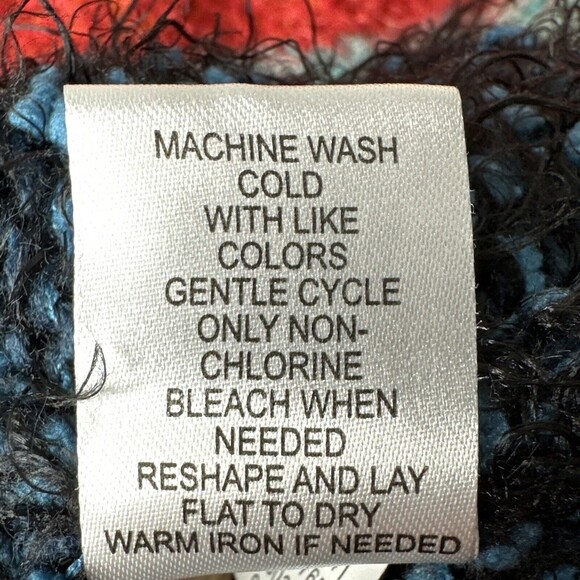 MACHINE WASH
COLD
WITH LIKE
COLORS
GENTLE CYCLE
ONLY NON-
CHLORINE
BLEACH WHEN
NEEDED
RESHAPE AND LAY
FLAT TO DRY
WARM IRON IF NEEDED